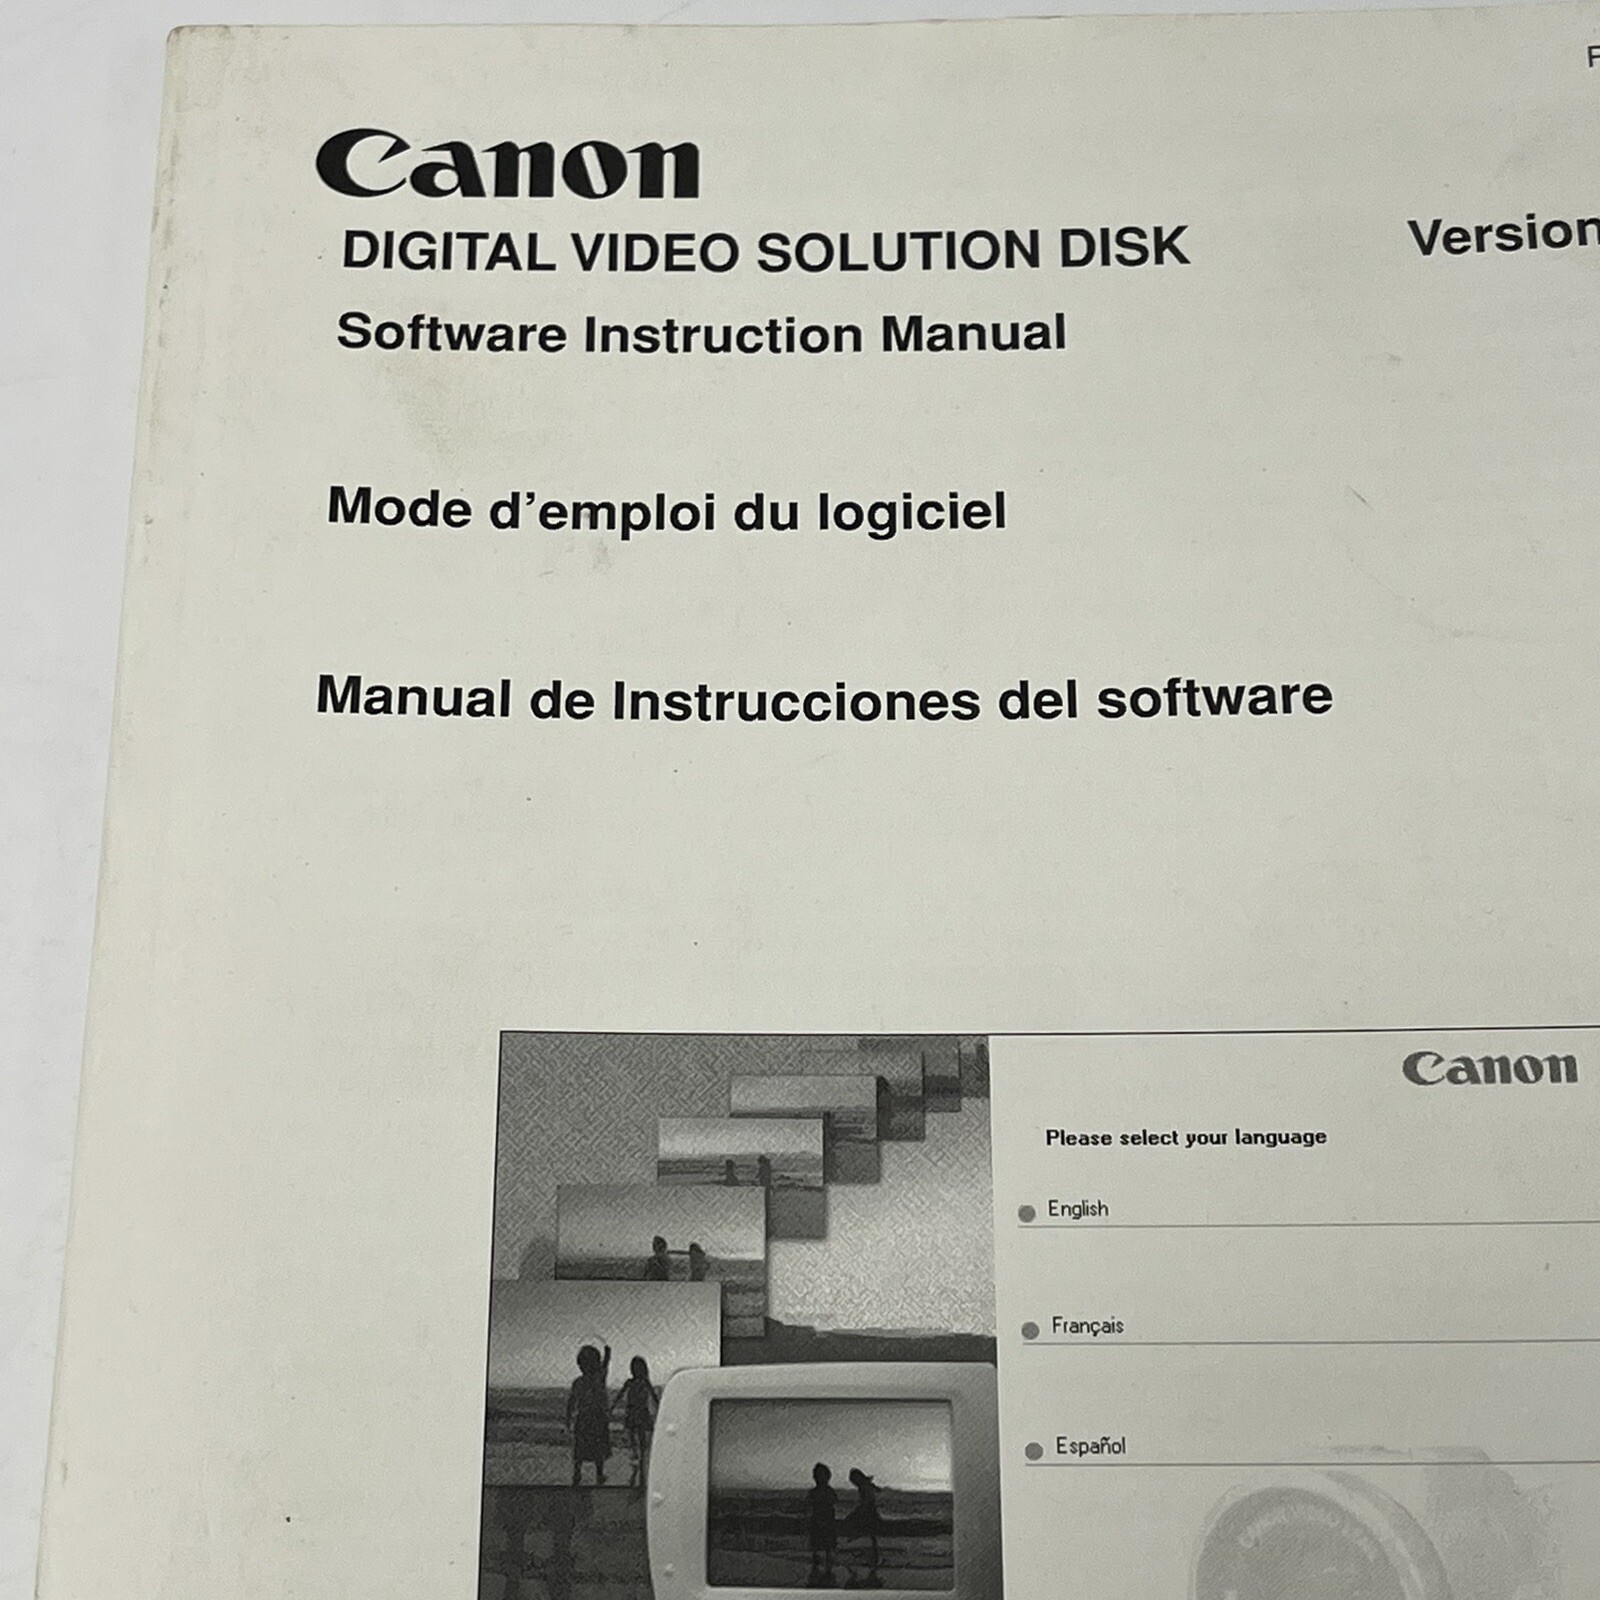 Canon
DIGITAL VIDEO SOLUTION DISK Version
Software Instruction Manual
Mode d'emploi du logiciel
Manual de Instrucciones del software
Canon
Please select your language
English
Français
Español